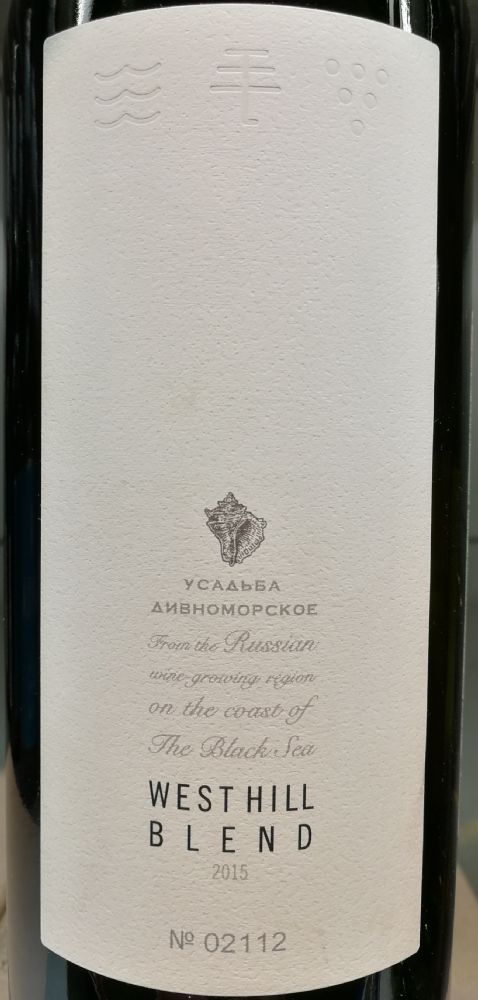 УСАДЬБА
ДИВНОМОРСКОЕ
From the Russian
wine-growing region
on the coast of
The Black Sea
WEST HILL
BLEND
2015
№ 02112